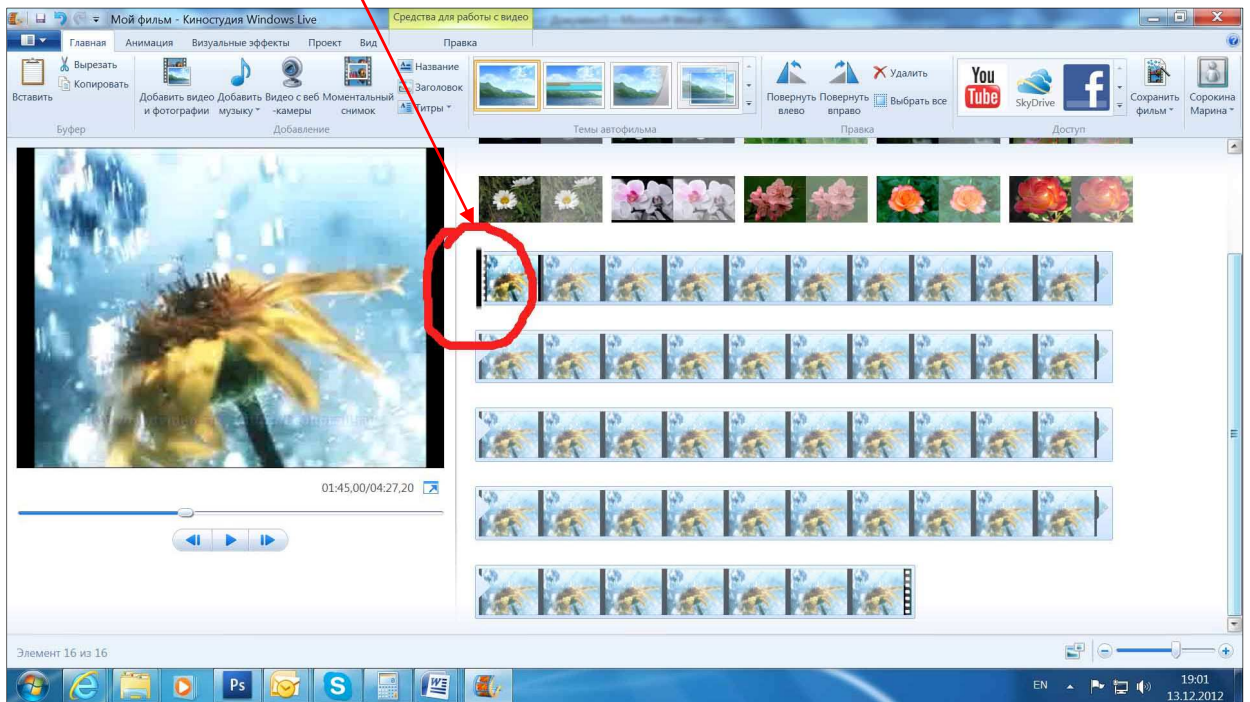 Мой фильм - Киностудия Windows Live
Средства для работы с видео
Главная Анимация Визуальные эффекты Проект Вид Правка
Вставить
Вырезать
Копировать
Буфер
Добавить видео и фотографии
Добавить музыку
Видео с веб-камеры
Моментальный снимок
Название
Заголовок
Титры
Добавление
Темы автофильма
Повернуть влево
Повернуть вправо
Удалить
Выбрать все
Правка
You Tube
SkyDrive
f
Доступ
Сохранить фильм
Сорокина Марина
01:45,00/04:27,20
Элемент 16 из 16
Ps
S
W
EN
19:01
13.12.2012